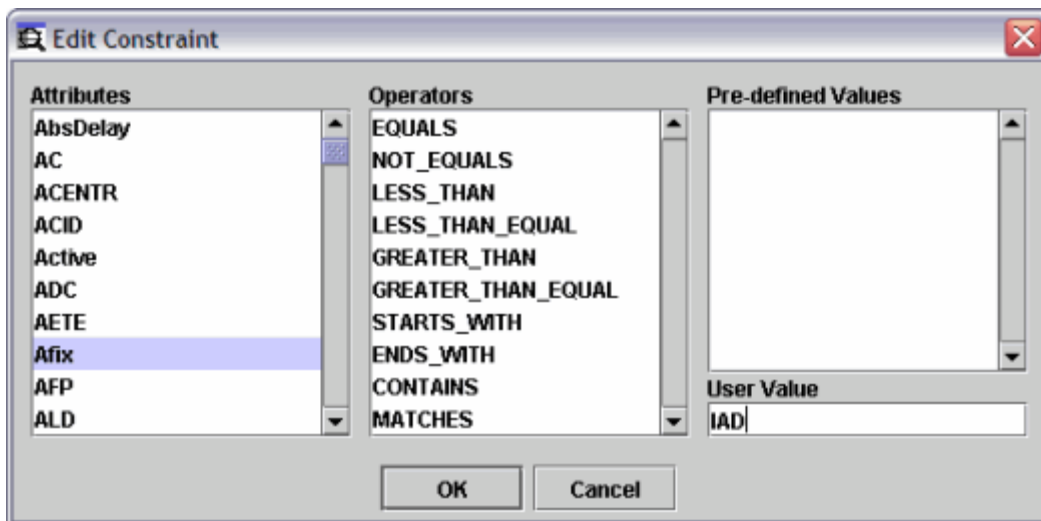 Edit Constraint
Attributes
AbsDelay
AC
ACENTR
ACID
Active
ADC
AETE
Afix
AFP
ALD
Operators
EQUALS
NOT_EQUALS
LESS_THAN
LESS_THAN_EQUAL
GREATER_THAN
GREATER_THAN_EQUAL
STARTS_WITH
ENDS_WITH
CONTAINS
MATCHES
Pre-defined Values
User Value
IAD
OK
Cancel